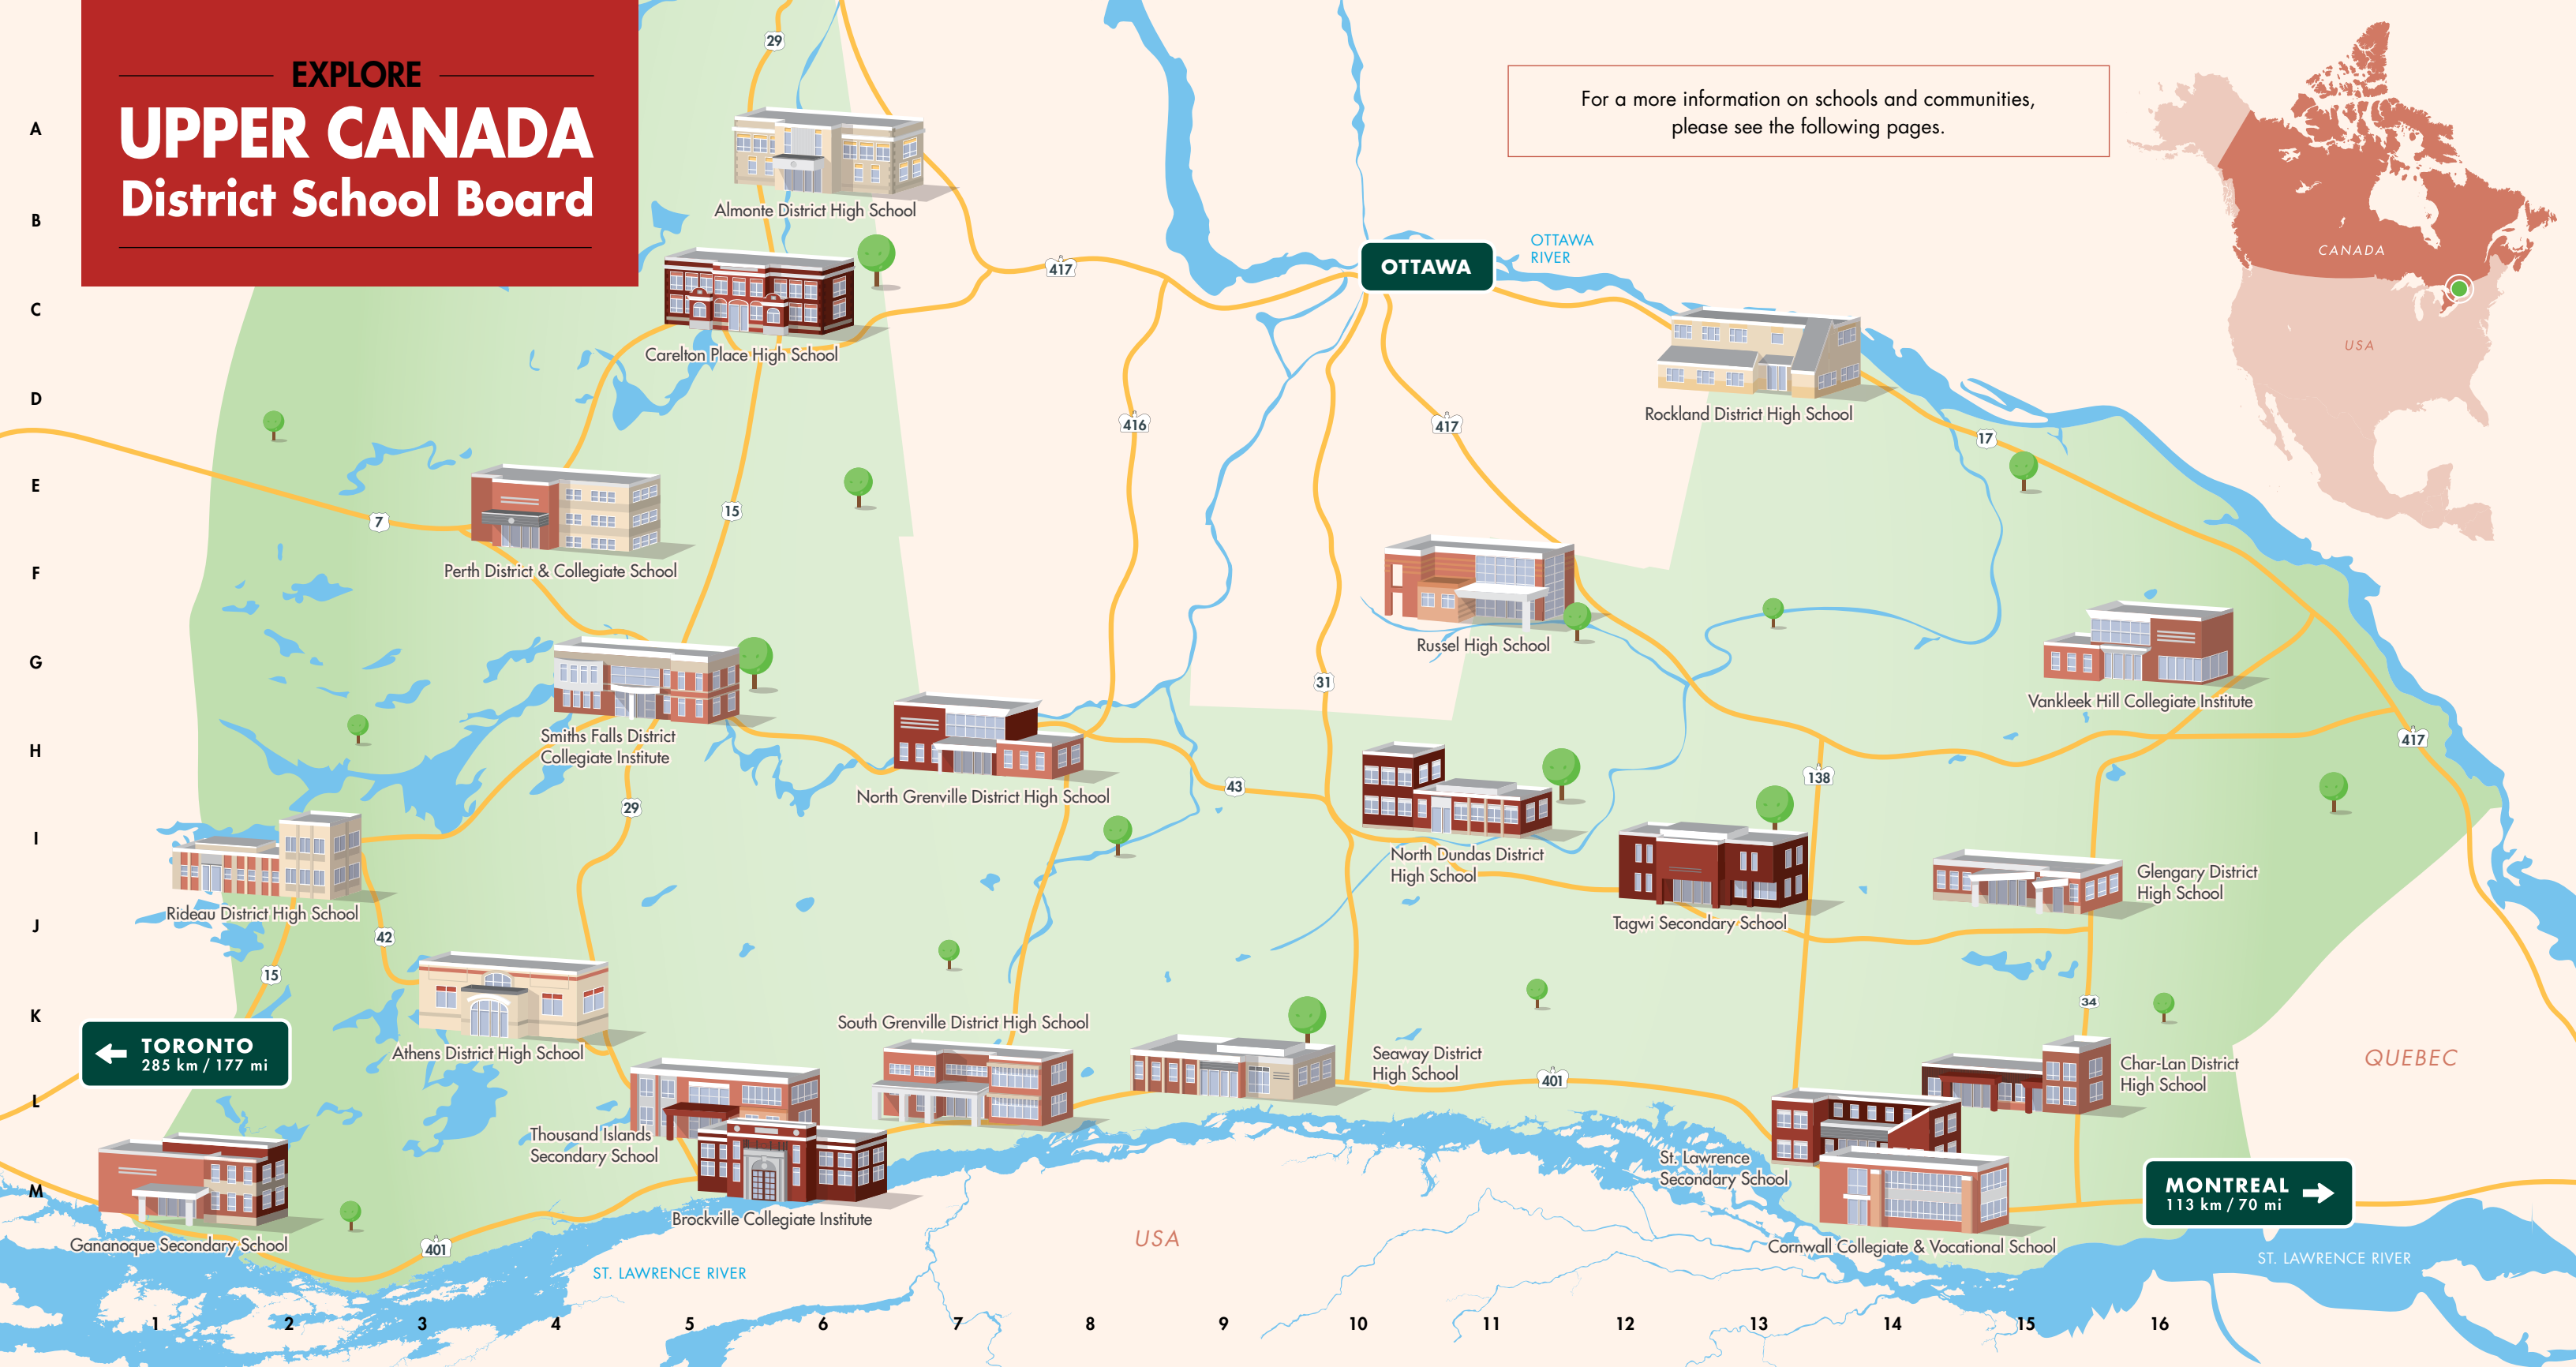 EXPLORE
UPPER CANADA
District School Board
For a more information on schools and communities,
please see the following pages.
CANADA
USA
A
B
C
D
E
F
G
H
I
J
K
L
M
29
Almonte District High School
417
OTTAWA
OTTAWA
RIVER
Carelton Place High School
Rockland District High School
416
417
17
7
15
Perth District & Collegiate School
Russel High School
31
Vankleek Hill Collegiate Institute
Smiths Falls District
Collegiate Institute
417
138
43
29
North Grenville District High School
North Dundas District
High School
Glengary District
High School
Rideau District High School
Tagwi Secondary School
42
15
34
South Grenville District High School
TORONTO
285 km / 177 mi
Athens District High School
Seaway District
High School
401
Char-Lan District
High School
QUEBEC
Thousand Islands
Secondary School
St. Lawrence
Secondary School
MONTREAL
113 km / 70 mi
Brockville Collegiate Institute
USA
Gananoque Secondary School
401
Cornwall Collegiate & Vocational School
ST. LAWRENCE RIVER
ST. LAWRENCE RIVER
1
2
3
4
5
6
7
8
9
10
11
12
13
14
15
16